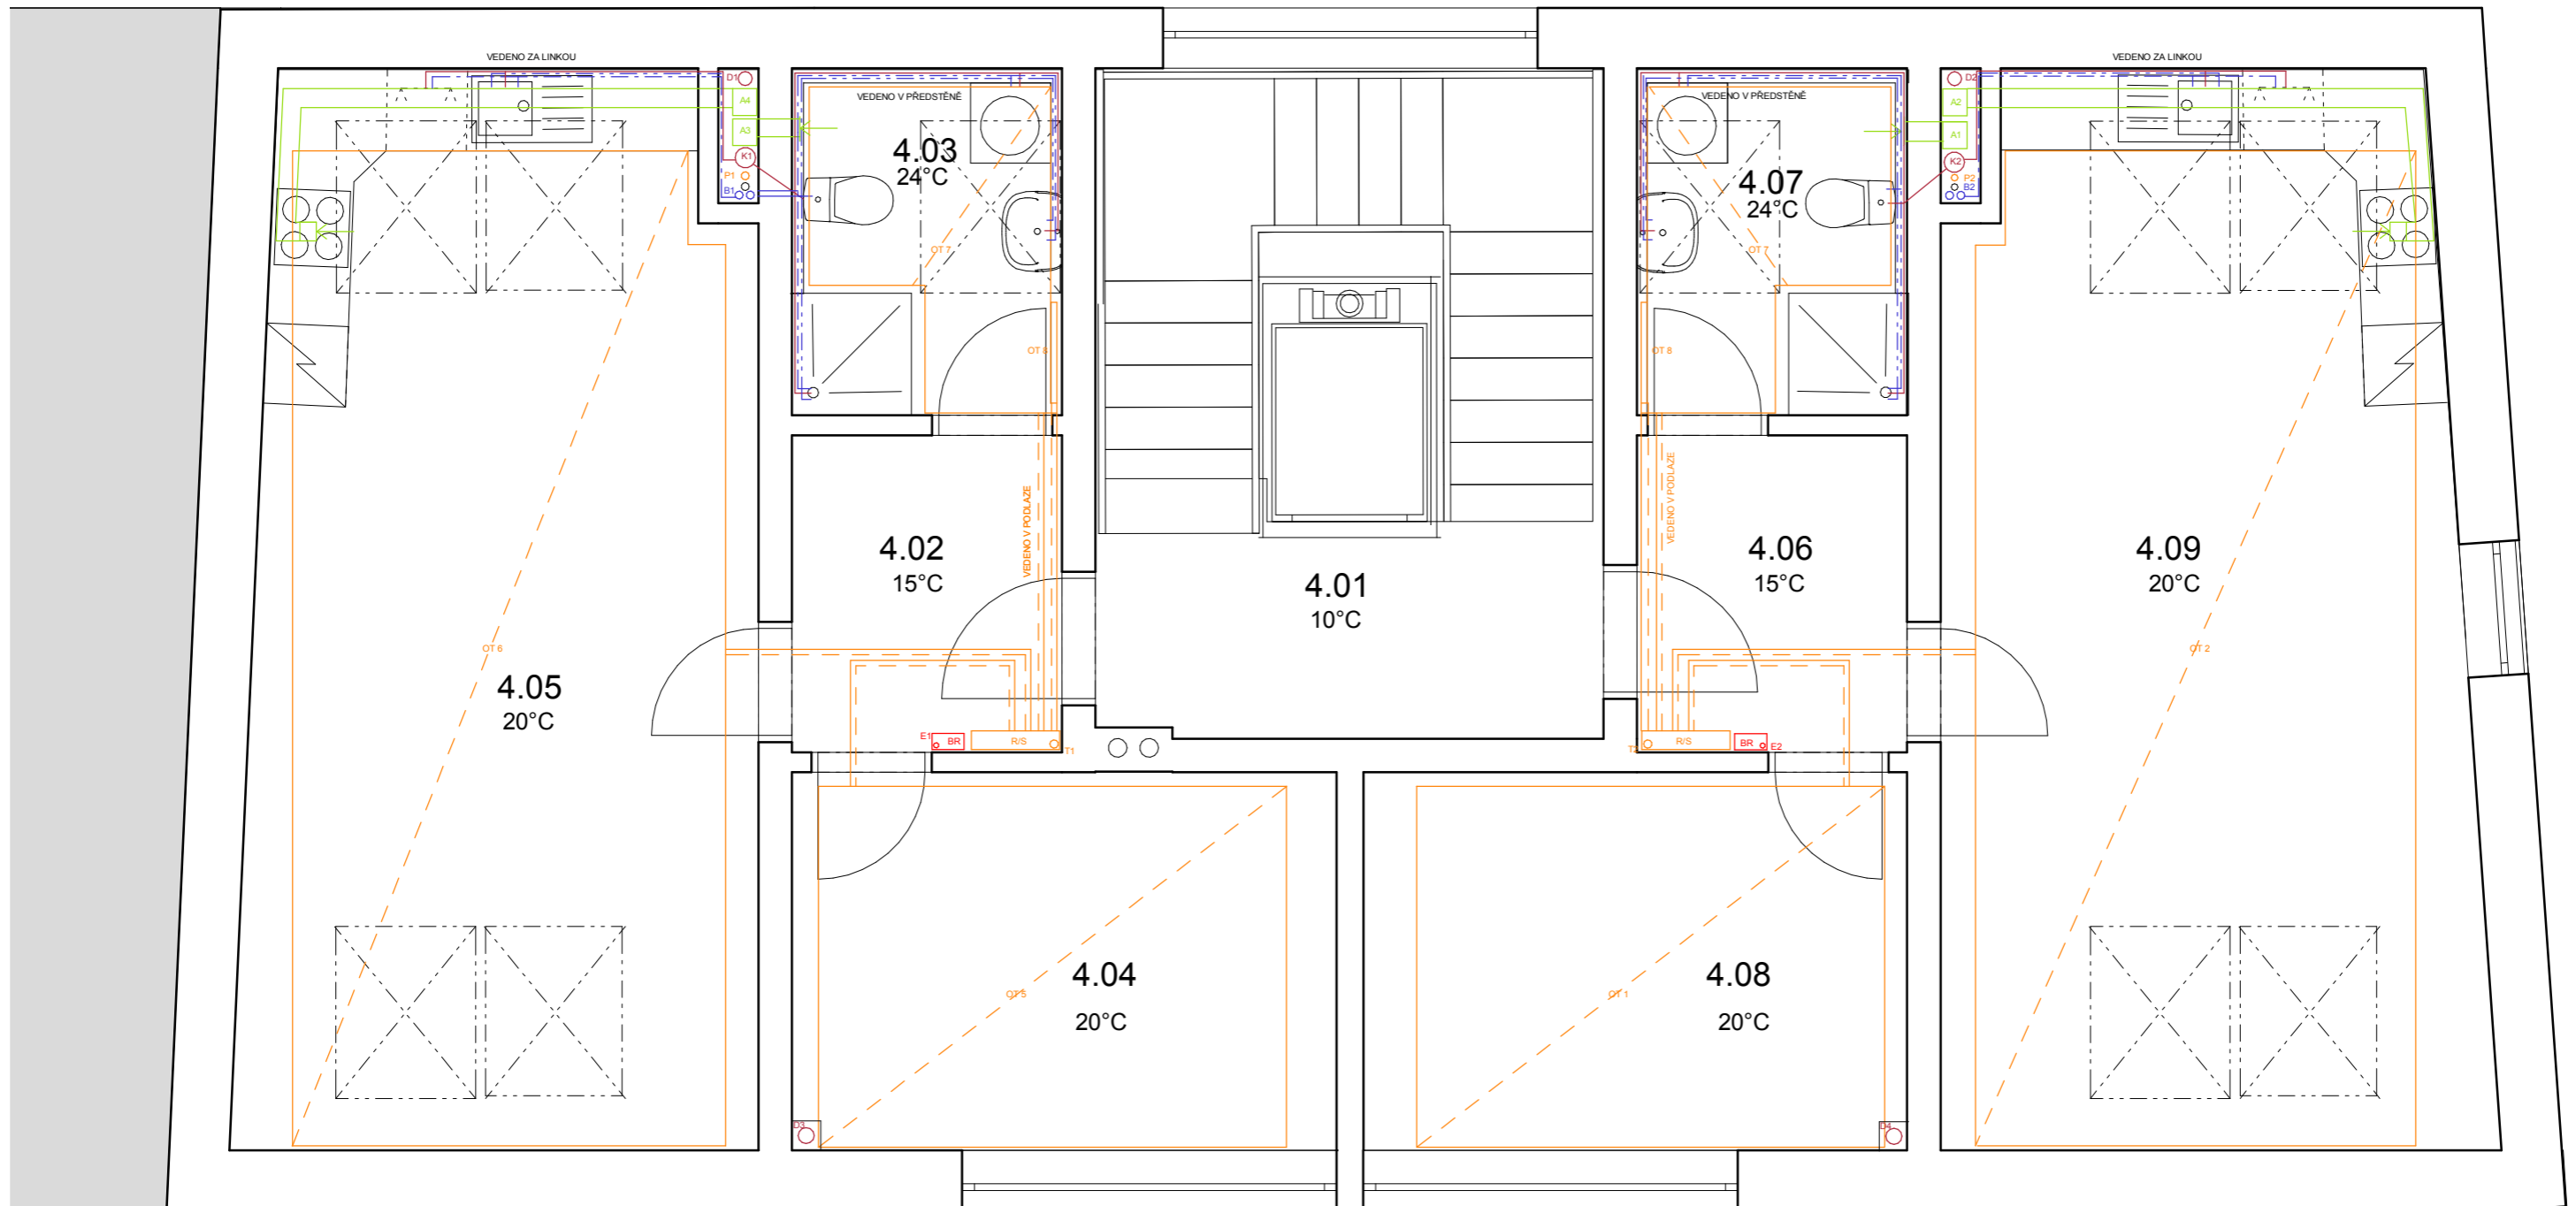 VEDENO ZA LINKOU
VEDENO ZA LINKOU
D1
A4
A3
K1
P1
B1
VEDENO V PŘEDSTĚNĚ
4.03
24°C
OT 7
OT 8
VEDENO V PŘEDSTĚNĚ
4.07
24°C
OT 7
OT 8
D2
A2
A1
K2
P2
B2
4.02
15°C
VEDENO V PODLAZE
4.01
10°C
VEDENO V PODLAZE
4.06
15°C
4.09
20°C
OT 2
OT 6
4.05
20°C
E1
BR
R/S
T1
T2
R/S
BR
E2
4.04
20°C
OT 5
4.08
20°C
OT 1
D3
D4